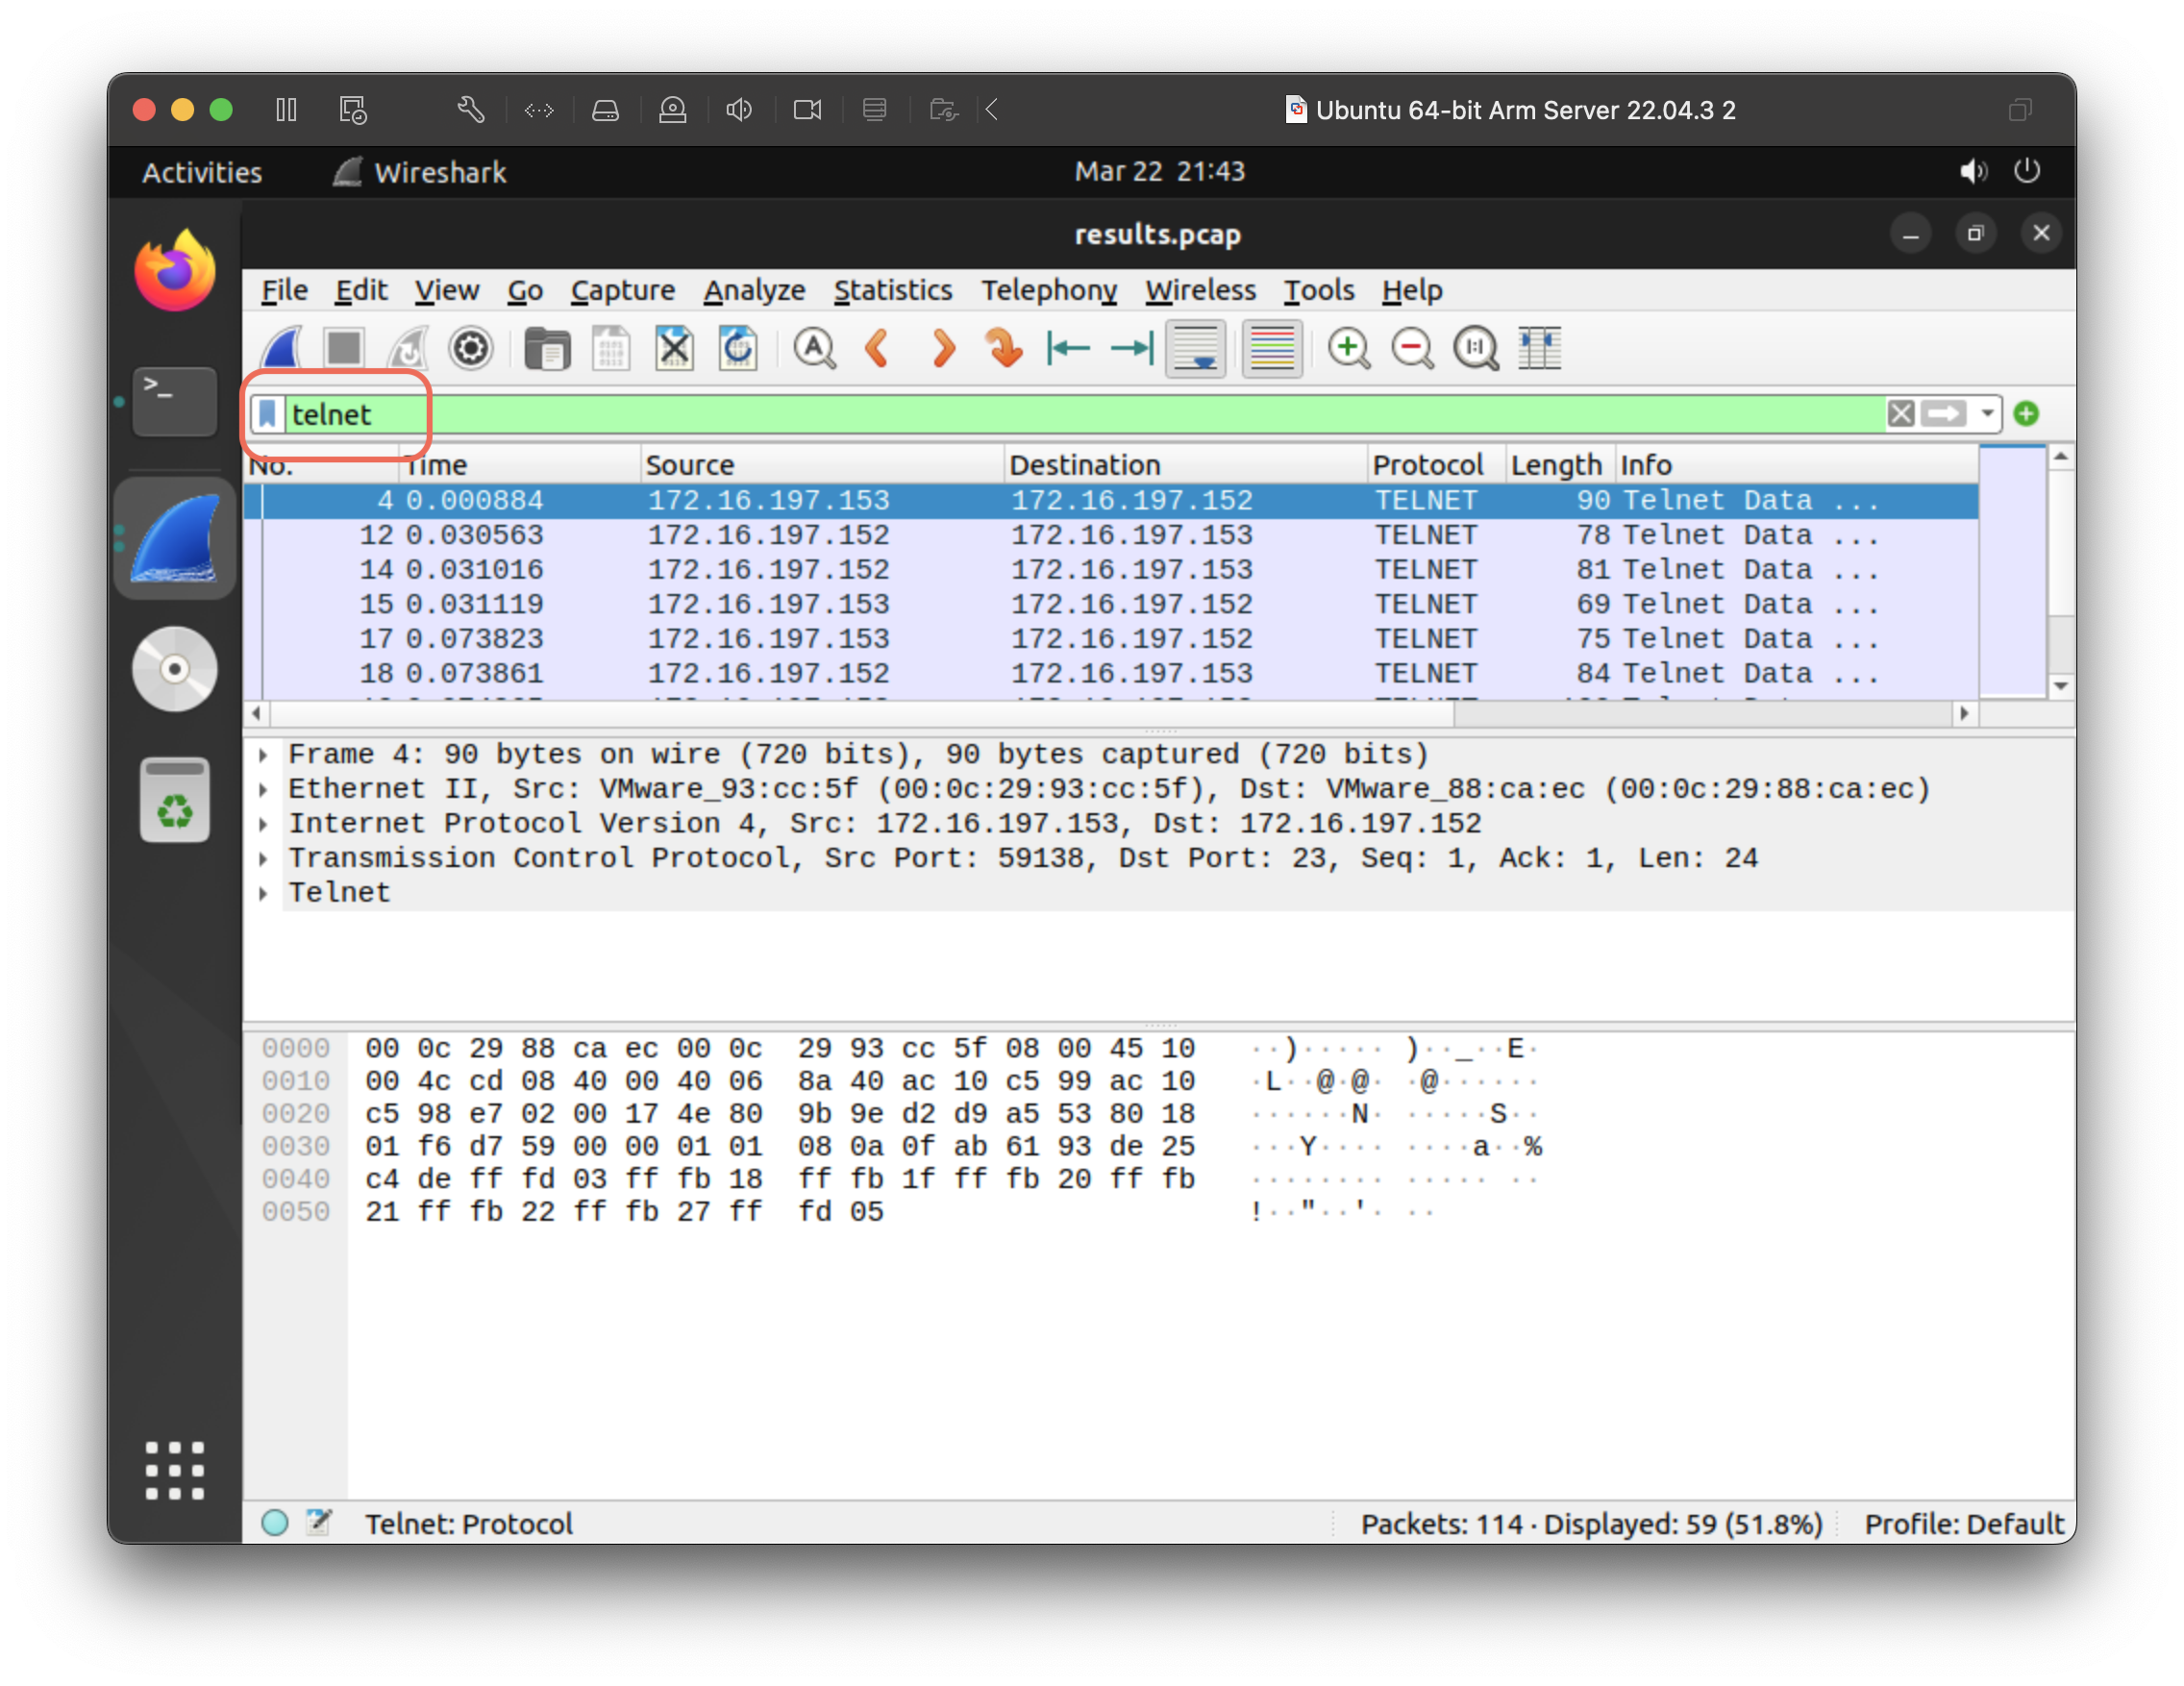 Ubuntu 64-bit Arm Server 22.04.3 2
Activities Wireshark Mar 22 21:43
results.pcap
File Edit View Go Capture Analyze Statistics Telephony Wireless Tools Help
telnet
No. Time Source Destination Protocol Length Info
4 0.000884 172.16.197.153 172.16.197.152 TELNET 90 Telnet Data ...
12 0.030563 172.16.197.152 172.16.197.153 TELNET 78 Telnet Data ...
14 0.031016 172.16.197.152 172.16.197.153 TELNET 81 Telnet Data ...
15 0.031119 172.16.197.153 172.16.197.152 TELNET 69 Telnet Data ...
17 0.073823 172.16.197.153 172.16.197.152 TELNET 75 Telnet Data ...
18 0.073861 172.16.197.152 172.16.197.153 TELNET 84 Telnet Data ...
Frame 4: 90 bytes on wire (720 bits), 90 bytes captured (720 bits)
Ethernet II, Src: VMware_93:cc:5f (00:0c:29:93:cc:5f), Dst: VMware_88:ca:ec (00:0c:29:88:ca:ec)
Internet Protocol Version 4, Src: 172.16.197.153, Dst: 172.16.197.152
Transmission Control Protocol, Src Port: 59138, Dst Port: 23, Seq: 1, Ack: 1, Len: 24
Telnet
0000 00 0c 29 88 ca ec 00 0c 29 93 cc 5f 08 00 45 10 ··)····· )··_··E·
0010 00 4c cd 08 40 00 40 06 8a 40 ac 10 c5 99 ac 10 ·L··@·@· ·@······
0020 c5 98 e7 02 00 17 4e 80 9b 9e d2 d9 a5 53 80 18 ······N· ·····S··
0030 01 f6 d7 59 00 00 01 01 08 0a 0f ab 61 93 de 25 ···Y···· ····a··%
0040 c4 de ff fd 03 ff fb 18 ff fb 1f ff fb 20 ff fb ········ ····· ··
0050 21 ff fb 22 ff fb 27 ff fd 05 !··"··'· ··
Telnet: Protocol Packets: 114 · Displayed: 59 (51.8%) Profile: Default